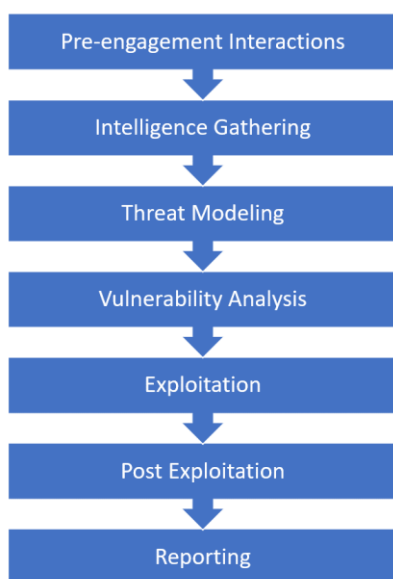 Pre-engagement Interactions
Intelligence Gathering
Threat Modeling
Vulnerability Analysis
Exploitation
Post Exploitation
Reporting